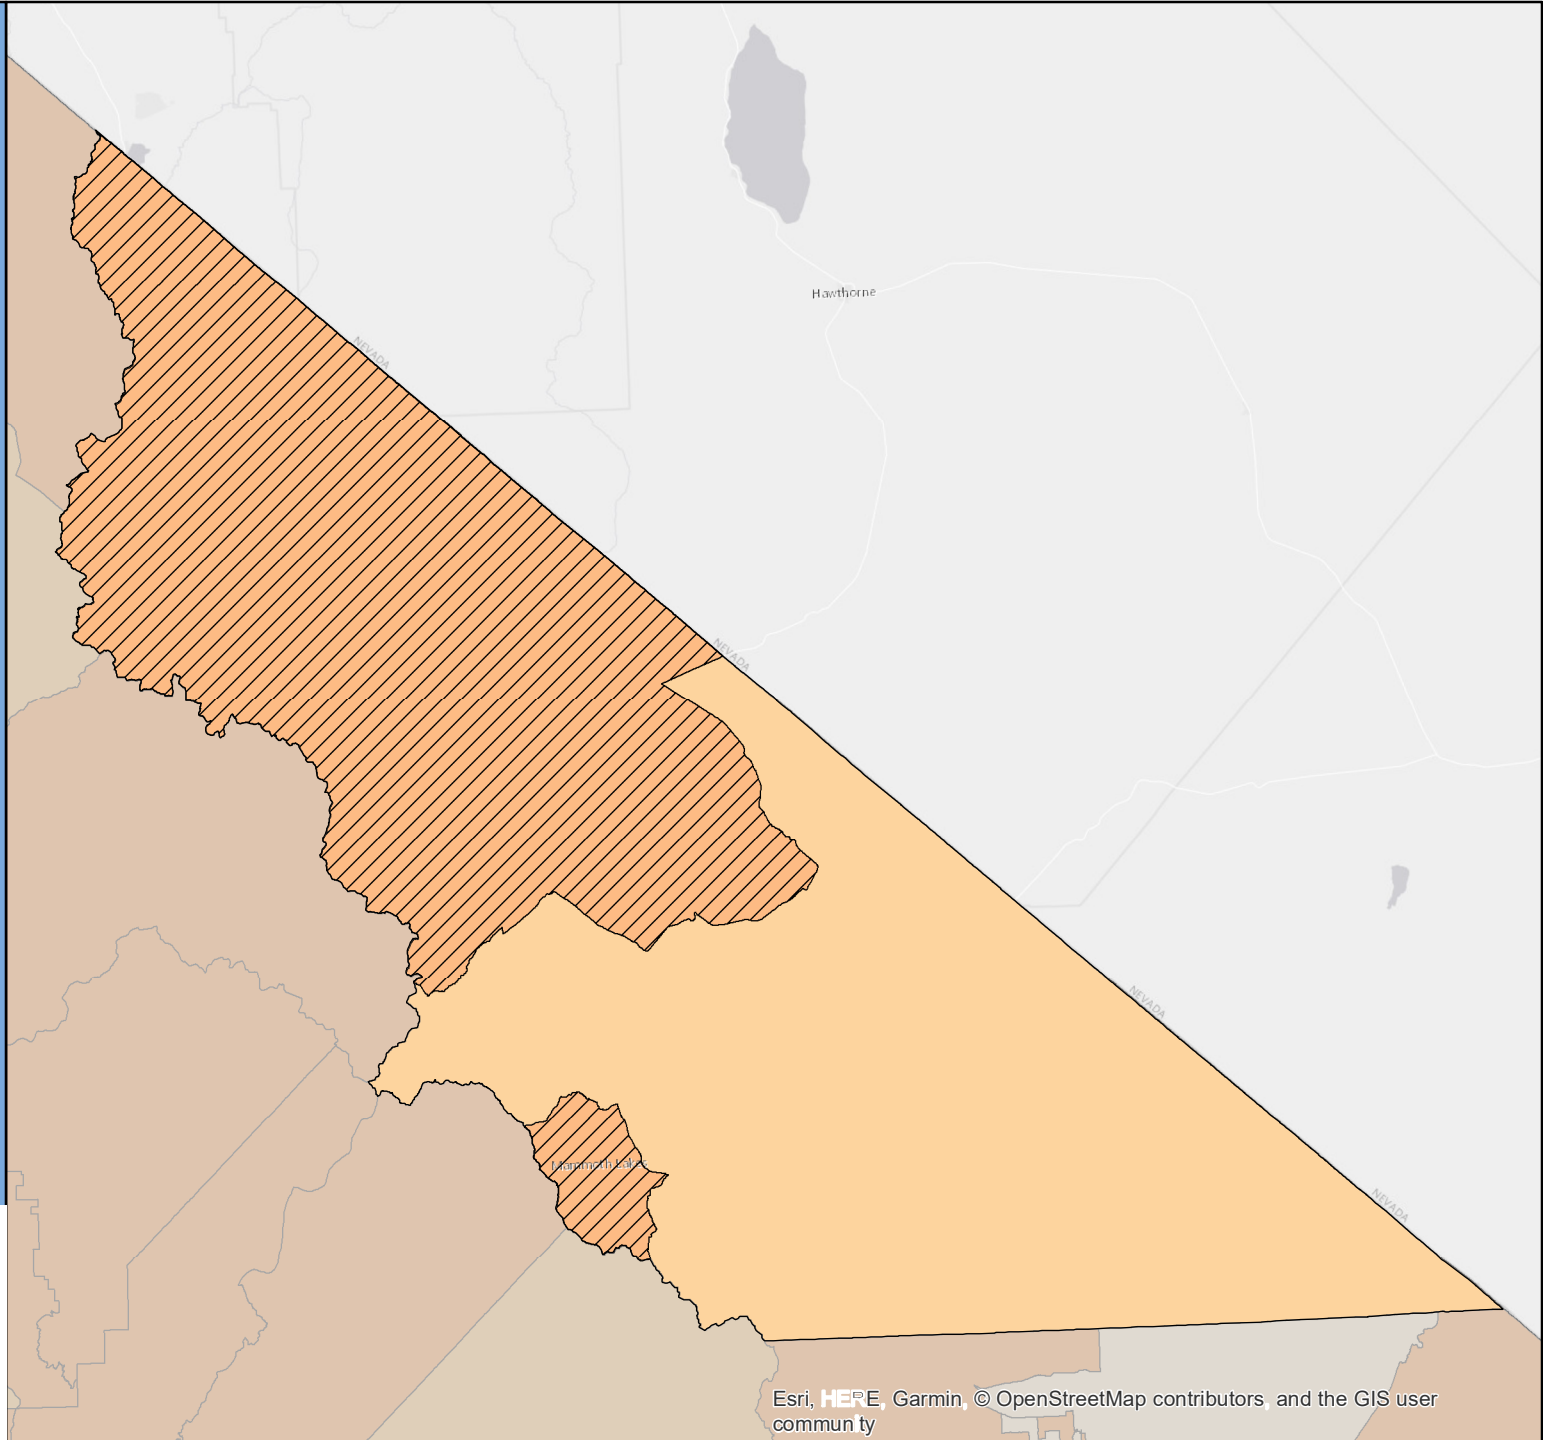 Hawthorne
NEVADA
NEVADA
NEVADA
Mammoth Lakes
NEVADA
Esri, HERE, Garmin, © OpenStreetMap contributors, and the GIS user
community